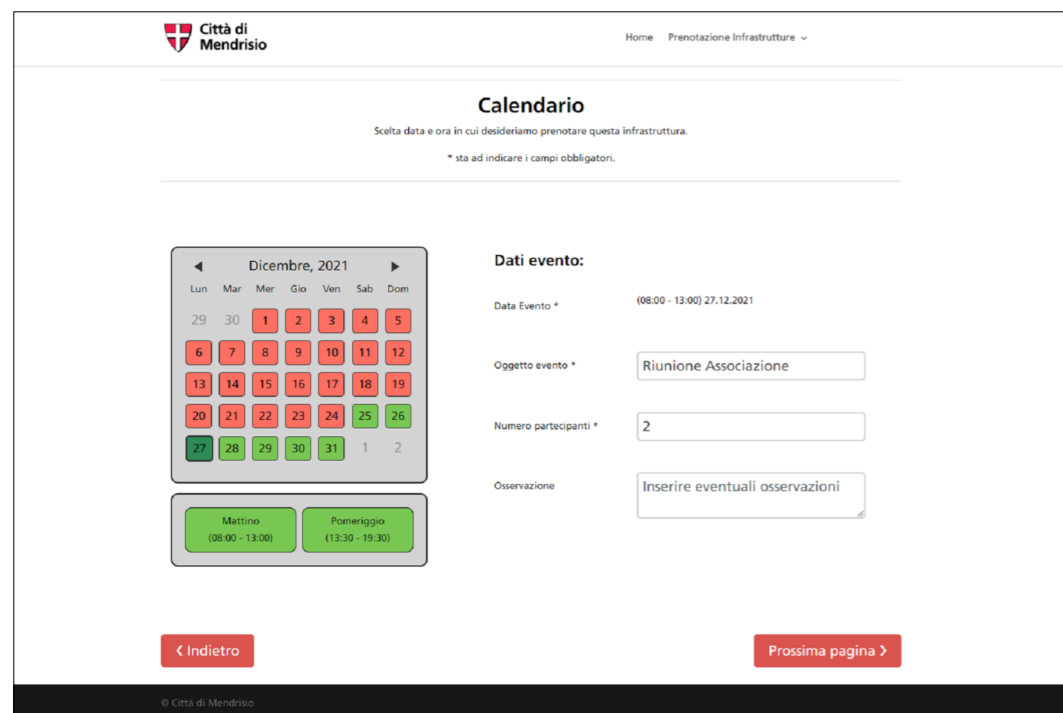 Città di
Mendrisio
Home Prenotazione Infrastrutture
Calendario
Scelta data e ora in cui desideriamo prenotare questa infrastruttura.
* sta ad indicare i campi obbligatori.
Dicembre, 2021
Lun Mar Mer Gio Ven Sab Dom
29 30 1 2 3 4 5
6 7 8 9 10 11 12
13 14 15 16 17 18 19
20 21 22 23 24 25 26
27 28 29 30 31 1 2
Mattino
(08:00 - 13:00)
Pomeriggio
(13:30 - 19:30)
Dati evento:
Data Evento * (08:00 - 13:00) 27.12.2021
Oggetto evento * Riunione Associazione
Numero partecipanti * 2
Osservazione Inserire eventuali osservazioni
Indietro
Prossima pagina
© Città di Mendrisio